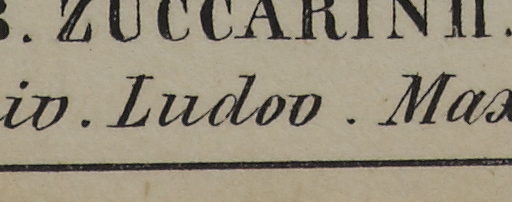 B. ZUCCARINII.
iv. Ludov. Max